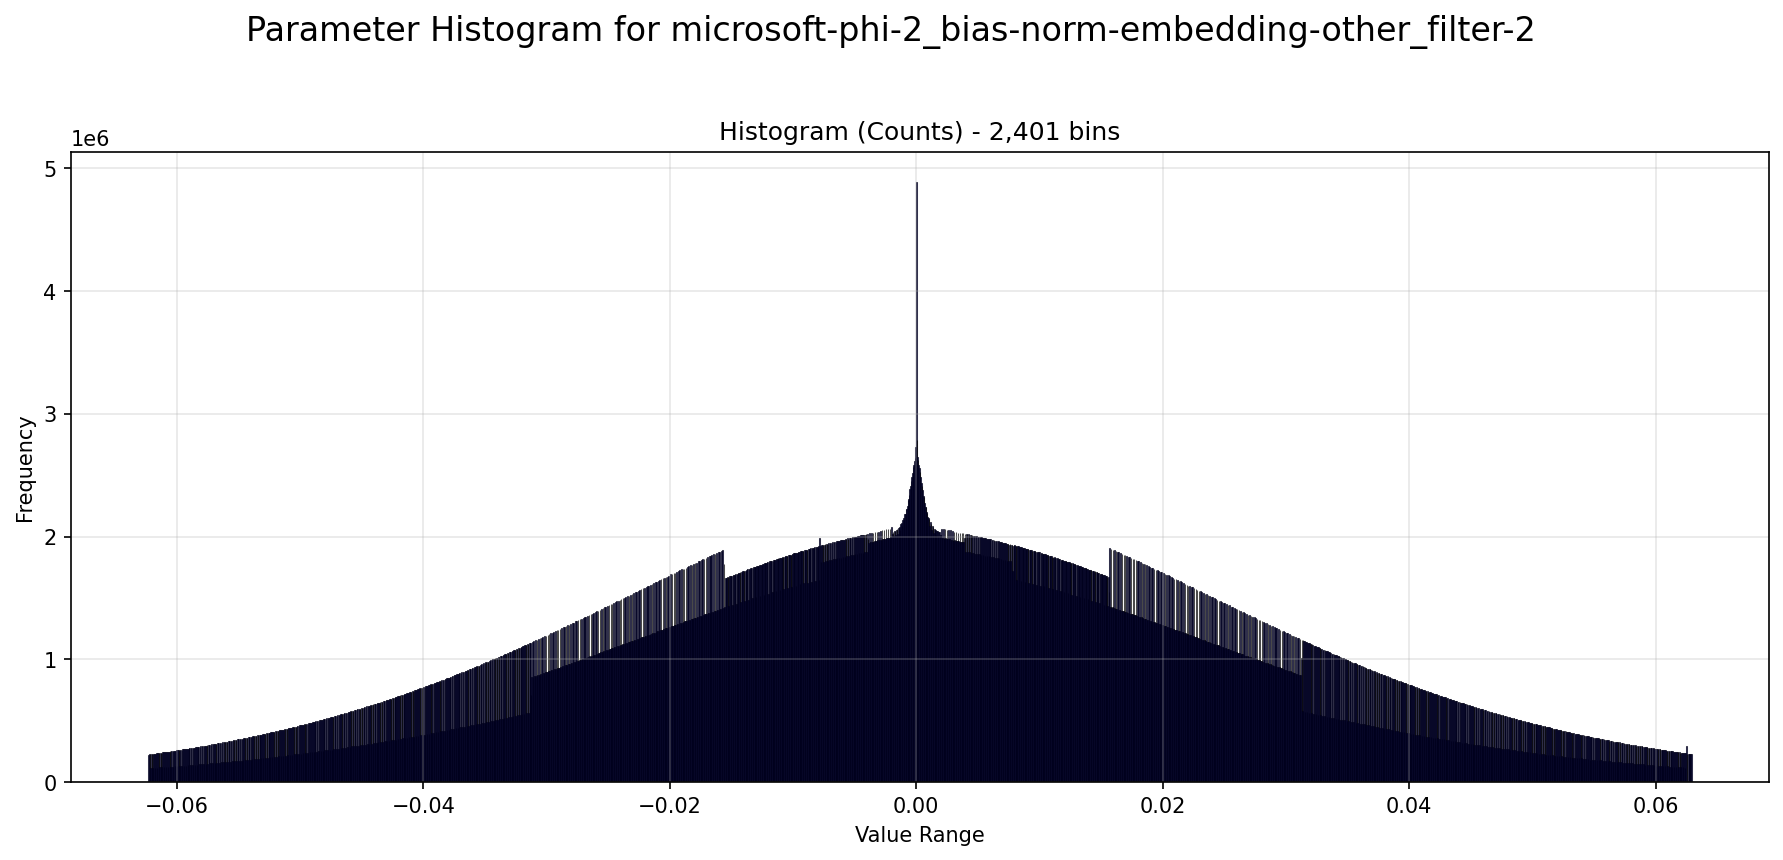 Parameter Histogram for microsoft-phi-2_bias-norm-embedding-other_filter-2
Histogram (Counts) - 2,401 bins
1e6
5
4
3
2
1
0
Frequency
−0.06
−0.04
−0.02
0.00
0.02
0.04
0.06
Value Range